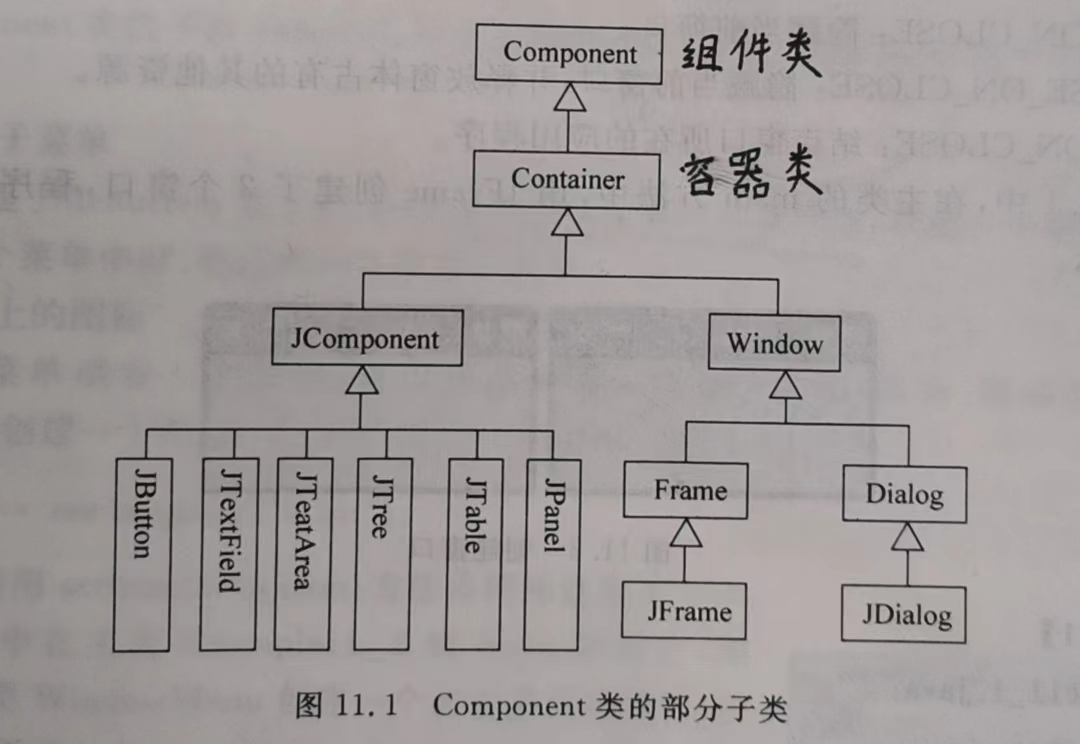 Component 组件类
Container 容器类
JComponent
Window
JButton
JTextField
JTeatArea
JTree
JTable
JPanel
Frame
Dialog
JFrame
JDialog
图 11.1 Component 类的部分子类